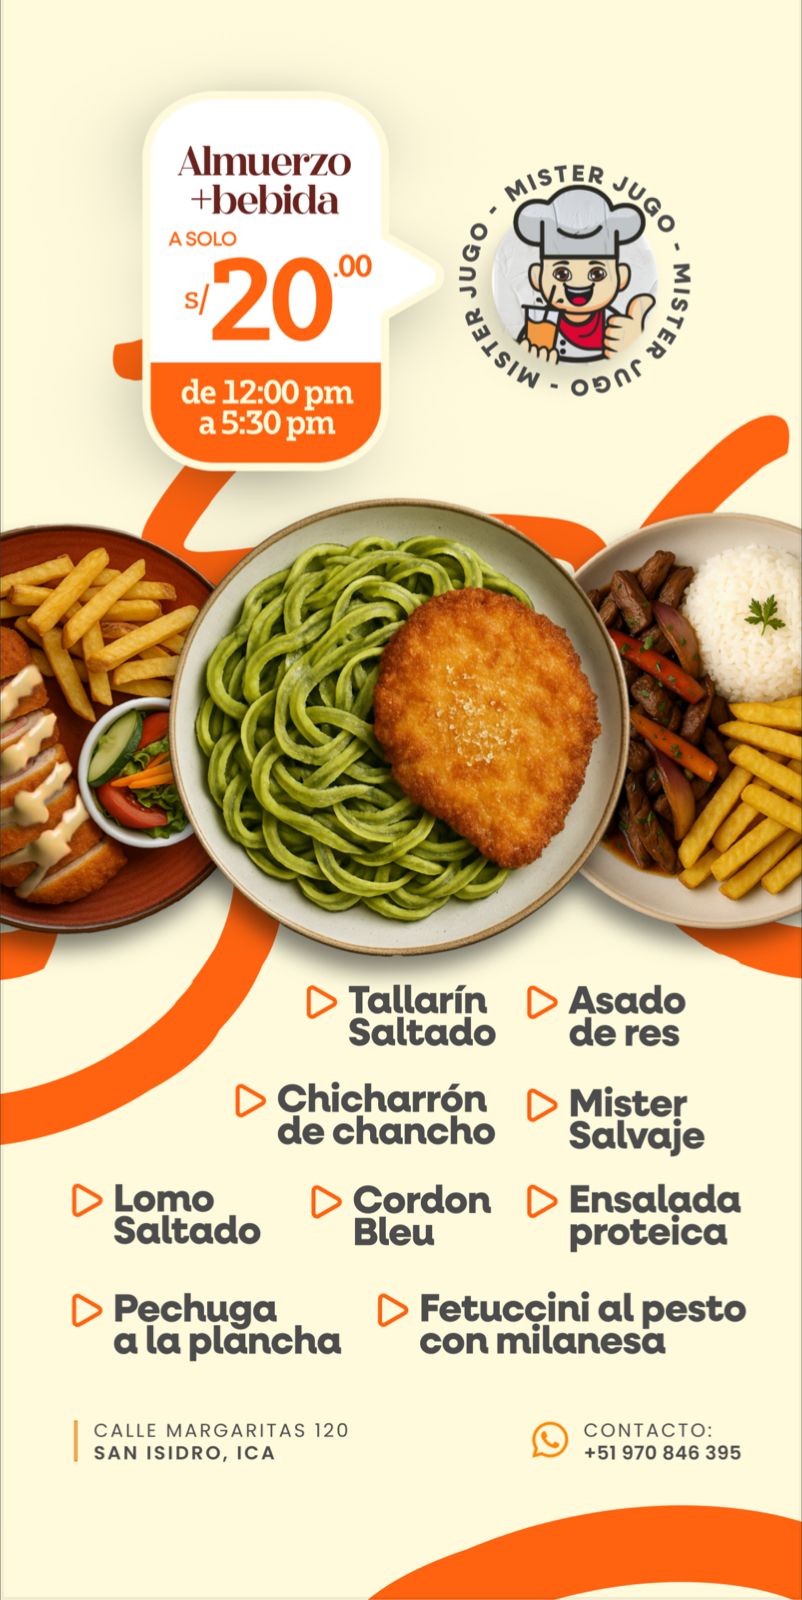 Almuerzo
+bebida
A SOLO
s/20.00
de 12:00 pm
a 5:30 pm
MISTER JUGO - MISTER JUGO - MISTER JUGO -
Tallarín
Saltado
Asado
de res
Chicharrón
de chancho
Mister
Salvaje
Lomo
Saltado
Cordon
Bleu
Ensalada
proteica
Pechuga
a la plancha
Fetuccini al pesto
con milanesa
CALLE MARGARITAS 120
SAN ISIDRO, ICA
CONTACTO:
+51 970 846 395